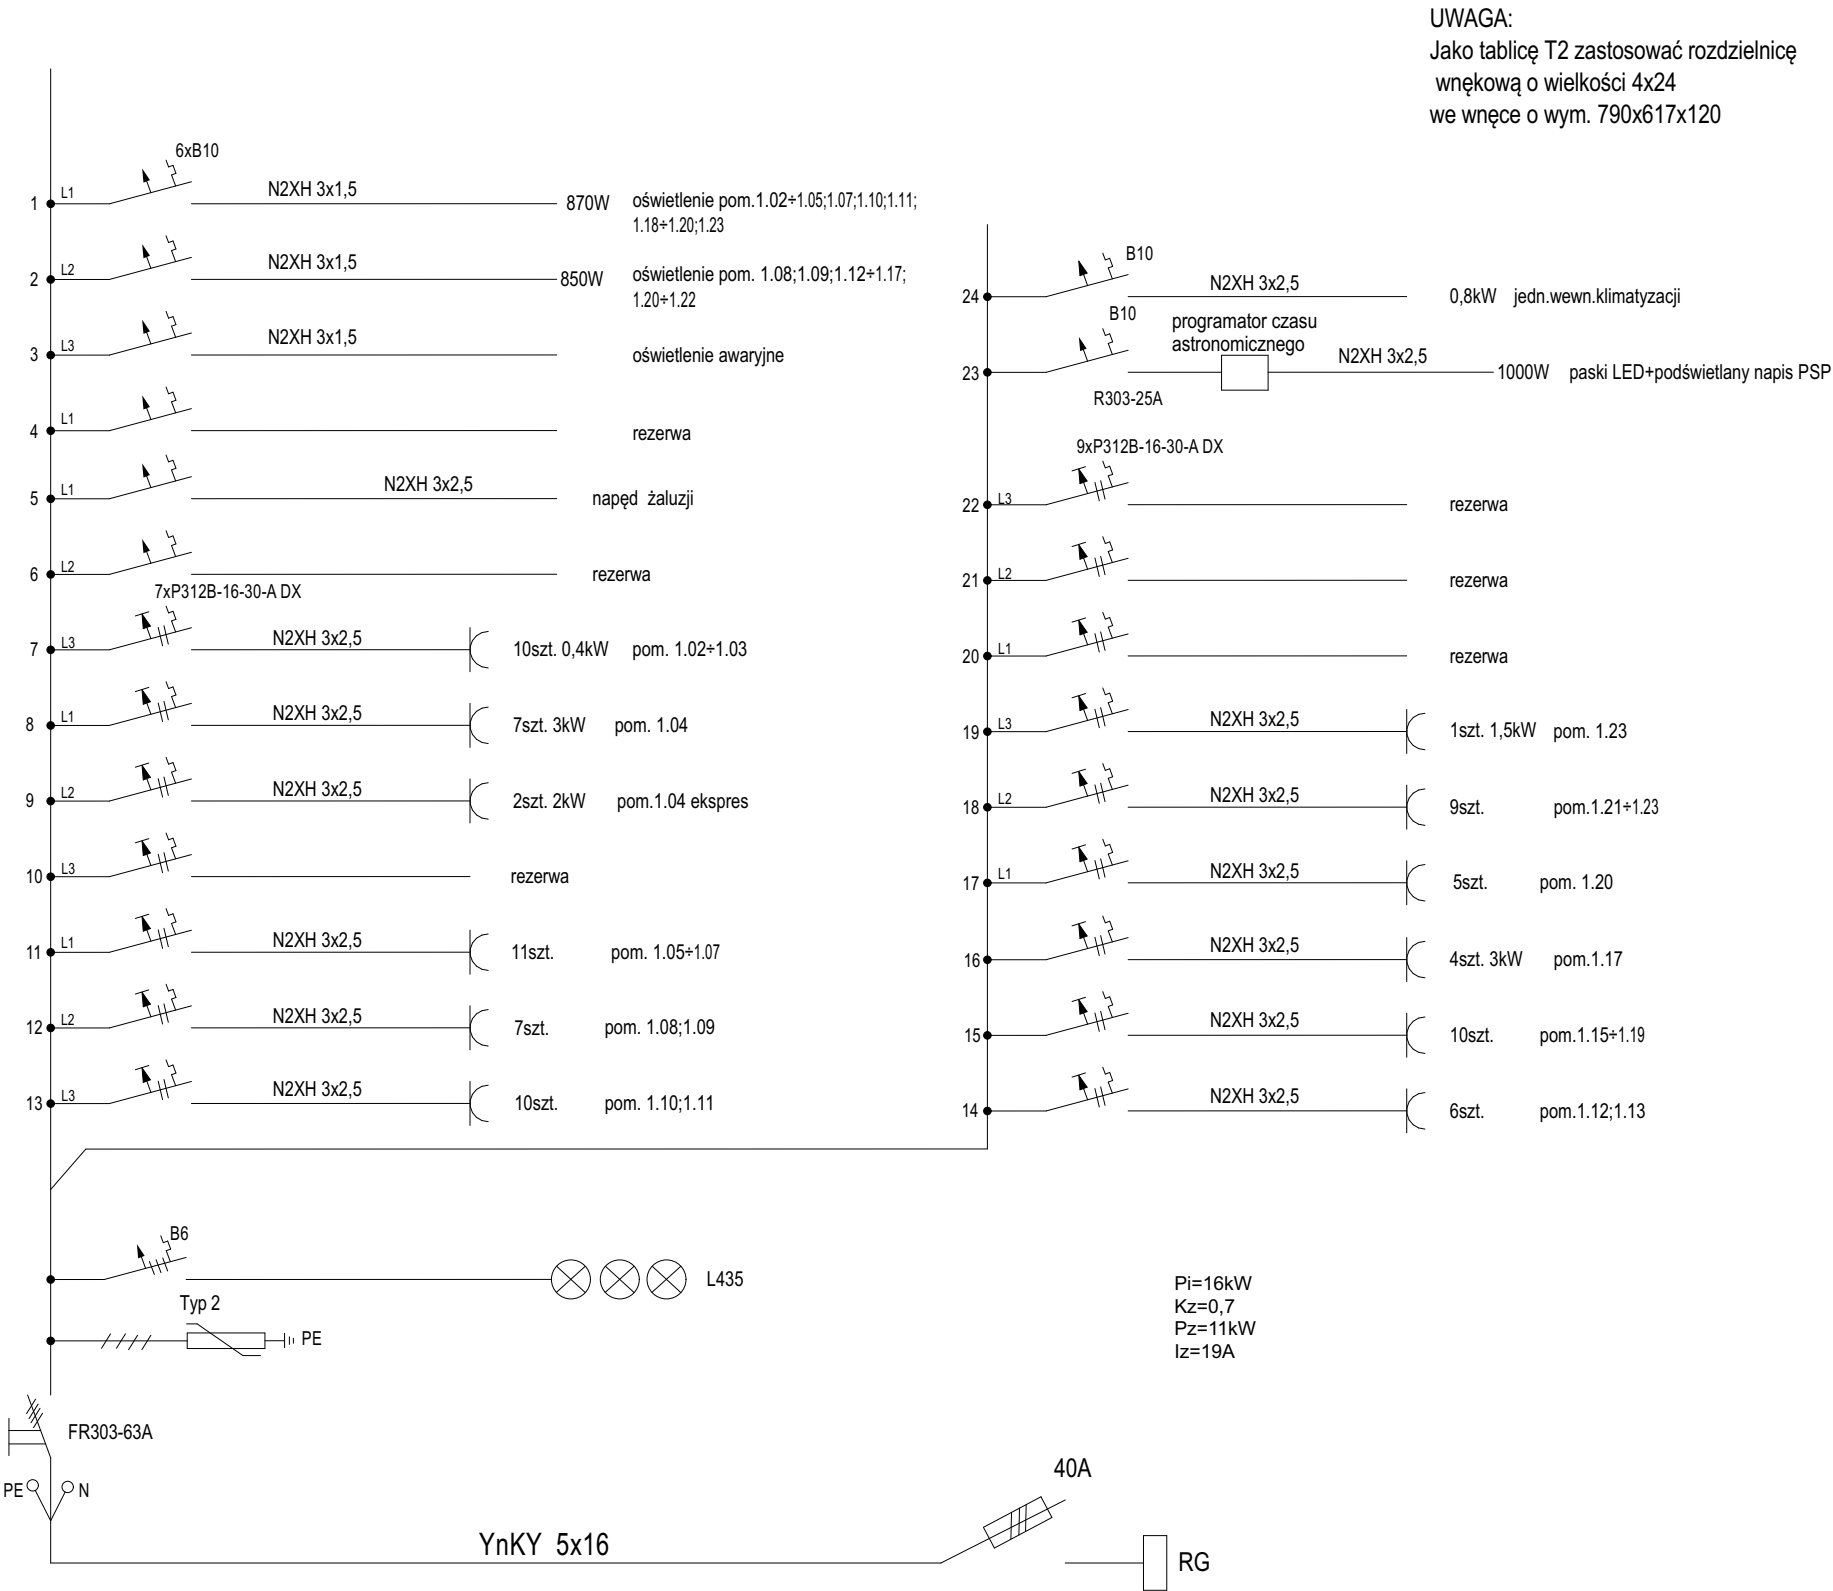 UWAGA:
Jako tablicę T2 zastosować rozdzielnicę
wnękową o wielkości 4x24
we wnęce o wym. 790x617x120
6xB10
1 L1 N2XH 3x1,5 870W oświetlenie pom.1.02÷1.05;1.07;1.10;1.11;
1.18÷1.20;1.23
2 L2 N2XH 3x1,5 850W oświetlenie pom. 1.08;1.09;1.12÷1.17;
1.20÷1.22
3 L3 N2XH 3x1,5 oświetlenie awaryjne
4 L1 rezerwa
5 L1 N2XH 3x2,5 napęd żaluzji
6 L2 rezerwa
7xP312B-16-30-A DX
7 L3 N2XH 3x2,5 10szt. 0,4kW pom. 1.02÷1.03
8 L1 N2XH 3x2,5 7szt. 3kW pom. 1.04
9 L2 N2XH 3x2,5 2szt. 2kW pom.1.04 ekspres
10 L3 rezerwa
11 L1 N2XH 3x2,5 11szt. pom. 1.05÷1.07
12 L2 N2XH 3x2,5 7szt. pom. 1.08;1.09
13 L3 N2XH 3x2,5 10szt. pom. 1.10;1.11
B10
24 N2XH 3x2,5 0,8kW jedn.wewn.klimatyzacji
B10
programator czasu
astronomicznego
23 N2XH 3x2,5 1000W paski LED+podświetlany napis PSP
R303-25A
9xP312B-16-30-A DX
22 L3 rezerwa
21 L2 rezerwa
20 L1 rezerwa
19 L3 N2XH 3x2,5 1szt. 1,5kW pom. 1.23
18 L2 N2XH 3x2,5 9szt. pom.1.21÷1.23
17 L1 N2XH 3x2,5 5szt. pom. 1.20
16 N2XH 3x2,5 4szt. 3kW pom.1.17
15 N2XH 3x2,5 10szt. pom.1.15÷1.19
14 N2XH 3x2,5 6szt. pom.1.12;1.13
B6
L435
Typ 2
PE
Pi=16kW
Kz=0,7
Pz=11kW
Iz=19A
FR303-63A
PE N
40A
YnKY 5x16
RG